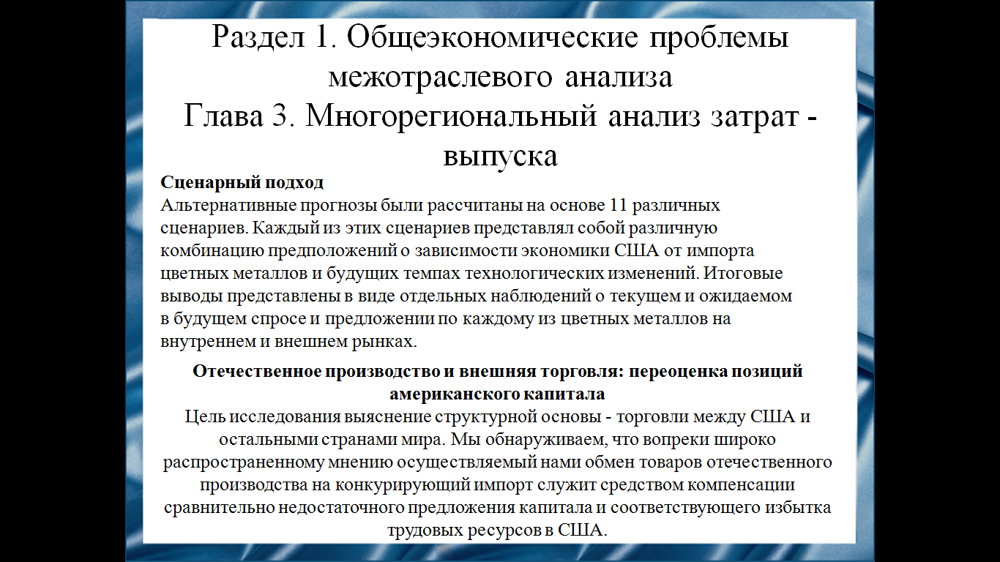 Раздел 1. Общеэкономические проблемы
межотраслевого анализа
Глава 3. Многорегиональный анализ затрат -
выпуска
Сценарный подход
Альтернативные прогнозы были рассчитаны на основе 11 различных
сценариев. Каждый из этих сценариев представлял собой различную
комбинацию предположений о зависимости экономики США от импорта
цветных металлов и будущих темпах технологических изменений. Итоговые
выводы представлены в виде отдельных наблюдений о текущем и ожидаемом
в будущем спросе и предложении по каждому из цветных металлов на
внутреннем и внешнем рынках.
Отечественное производство и внешняя торговля: переоценка позиций
американского капитала
Цель исследования выяснение структурной основы - торговли между США и
остальными странами мира. Мы обнаруживаем, что вопреки широко
распространенному мнению осуществляемый нами обмен товаров отечественного
производства на конкурирующий импорт служит средством компенсации
сравнительно недостаточного предложения капитала и соответствующего избытка
трудовых ресурсов в США.